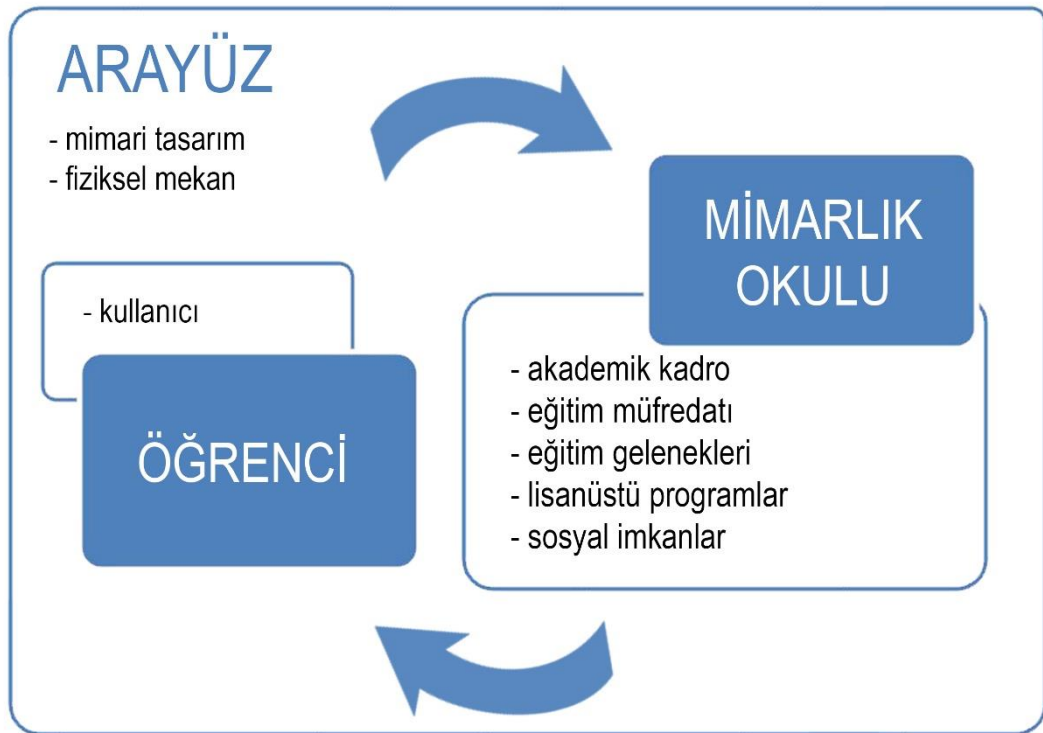 ARAYÜZ
- mimari tasarım
- fiziksel mekan
MİMARLIK
OKULU
- kullanıcı
ÖĞRENCİ
- akademik kadro
- eğitim müfredatı
- eğitim gelenekleri
- lisanüstü programlar
- sosyal imkanlar